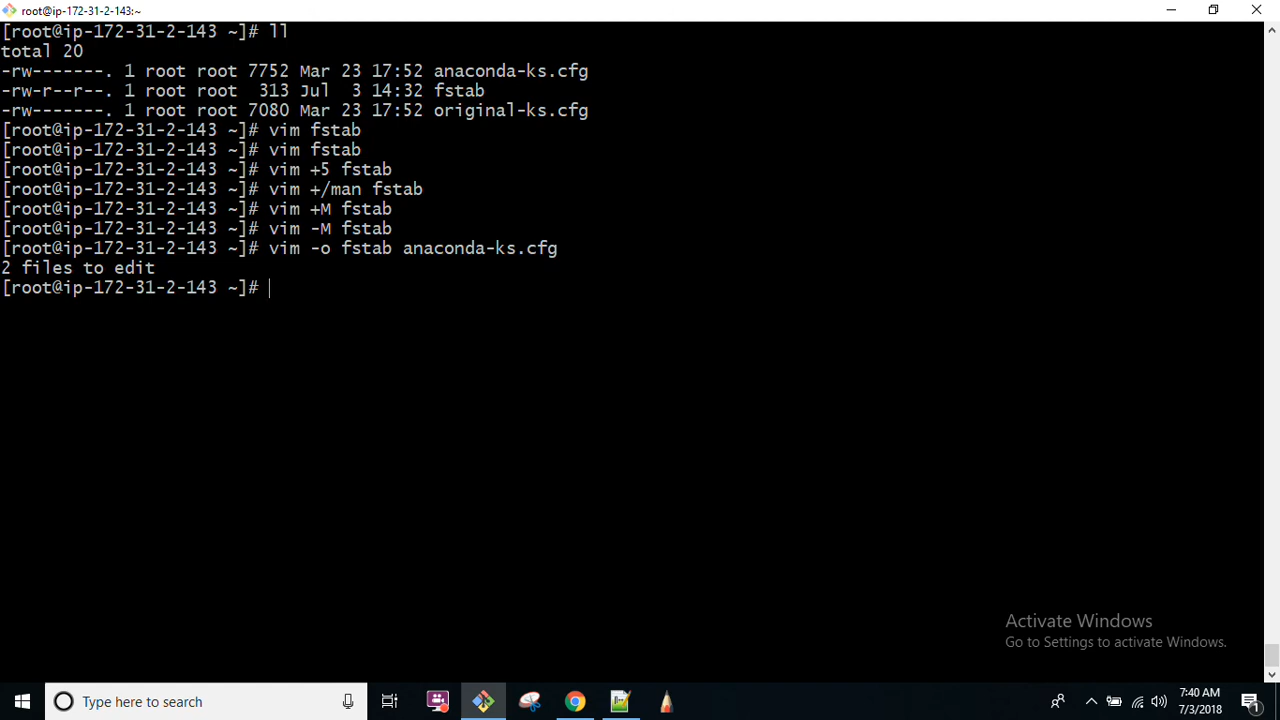 root@ip-172-31-2-143:~
[root@ip-172-31-2-143 ~]# ll
total 20
-rw-------. 1 root root 7752 Mar 23 17:52 anaconda-ks.cfg
-rw-r--r--. 1 root root  313 Jul  3 14:32 fstab
-rw-------. 1 root root 7080 Mar 23 17:52 original-ks.cfg
[root@ip-172-31-2-143 ~]# vim fstab
[root@ip-172-31-2-143 ~]# vim fstab
[root@ip-172-31-2-143 ~]# vim +5 fstab
[root@ip-172-31-2-143 ~]# vim +/man fstab
[root@ip-172-31-2-143 ~]# vim +M fstab
[root@ip-172-31-2-143 ~]# vim -M fstab
[root@ip-172-31-2-143 ~]# vim -o fstab anaconda-ks.cfg
2 files to edit
[root@ip-172-31-2-143 ~]#
Activate Windows
Go to Settings to activate Windows.
Type here to search
7:40 AM
7/3/2018
1